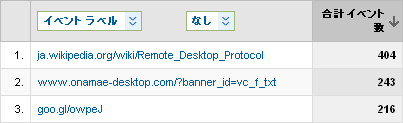 イベント ラベル なし 合計 イベント数
1. ja.wikipedia.org/wiki/Remote_Desktop_Protocol 404
2. www.onamae-desktop.com/?banner_id=vc_f_txt 243
3. goo.gl/owpeJ 216